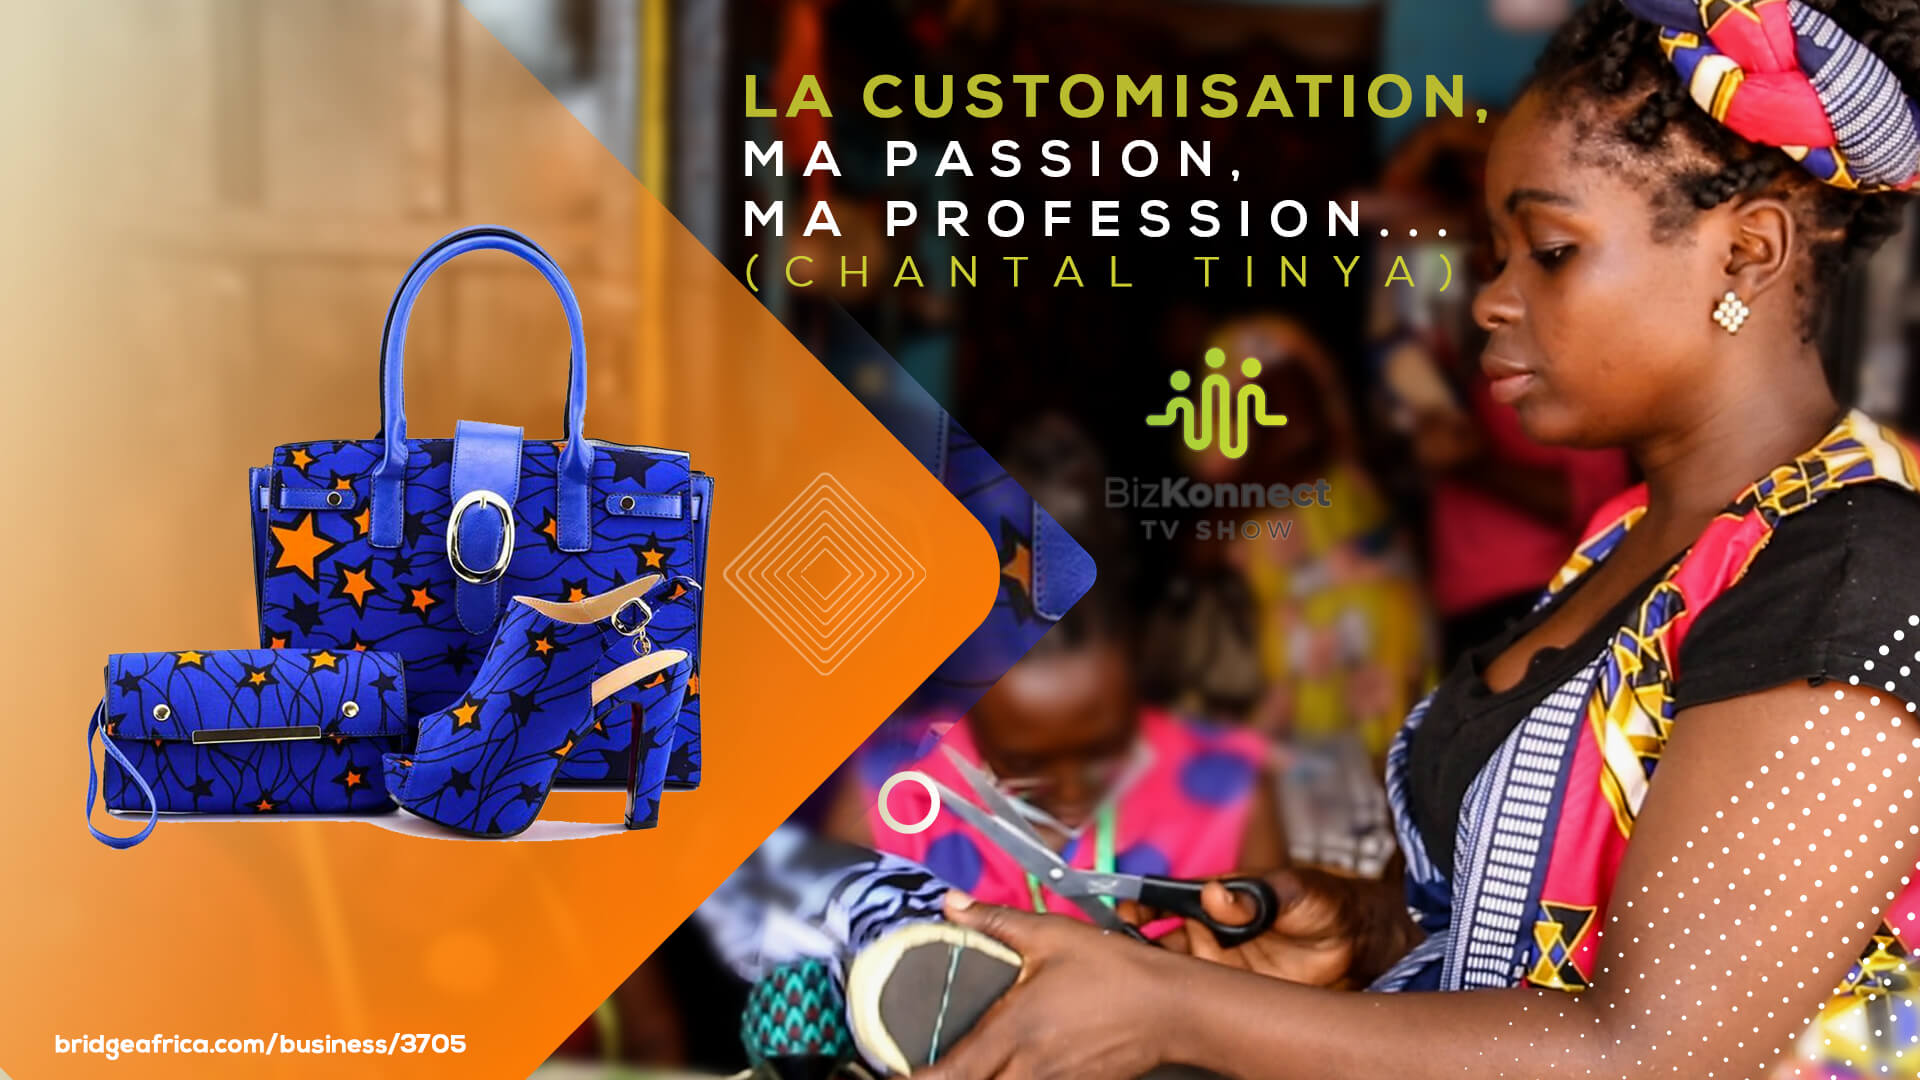 LA CUSTOMISATION,
MA PASSION,
MA PROFESSION...
(CHANTAL TINYA)
BizKonnect
TV SHOW
bridgeafrica.com/business/3705